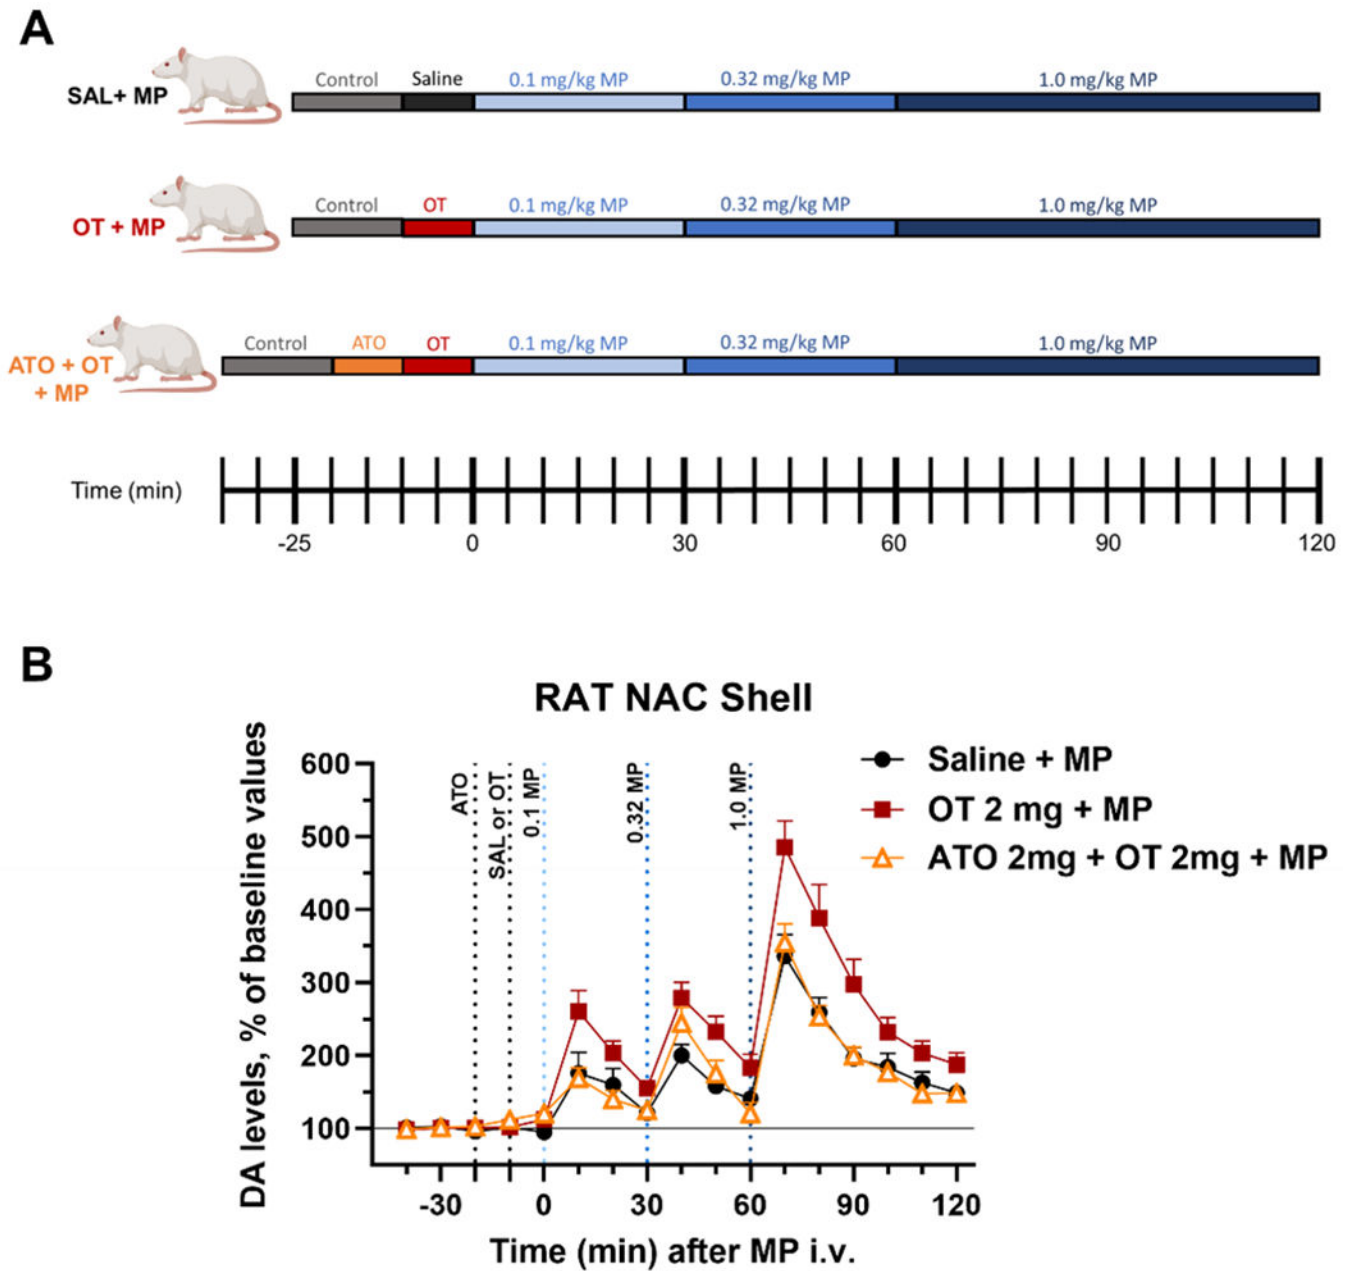 A
SAL+ MP
Control
Saline
0.1 mg/kg MP
0.32 mg/kg MP
1.0 mg/kg MP
OT + MP
Control
OT
0.1 mg/kg MP
0.32 mg/kg MP
1.0 mg/kg MP
ATO + OT
+ MP
Control
ATO
OT
0.1 mg/kg MP
0.32 mg/kg MP
1.0 mg/kg MP
Time (min)
-25
0
30
60
90
120
B
RAT NAC Shell
DA levels, % of baseline values
600
500
400
300
200
100
ATO
SAL or OT
0.1 MP
0.32 MP
1.0 MP
Saline + MP
OT 2 mg + MP
ATO 2mg + OT 2mg + MP
-30
0
30
60
90
120
Time (min) after MP i.v.